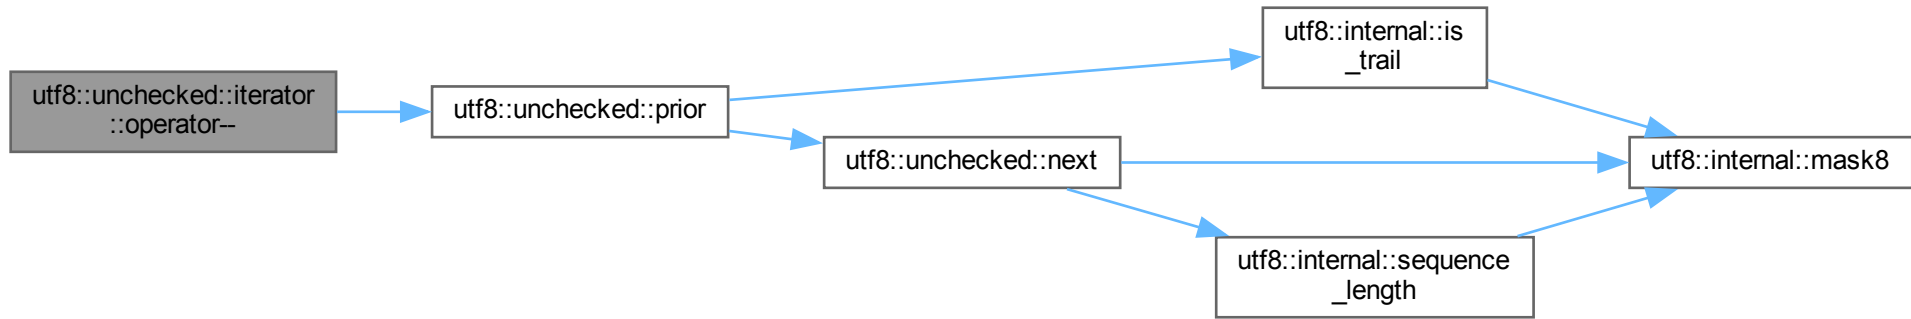 utf8::unchecked::iterator
::operator--
utf8::unchecked::prior
utf8::internal::is
_trail
utf8::unchecked::next
utf8::internal::sequence
_length
utf8::internal::mask8